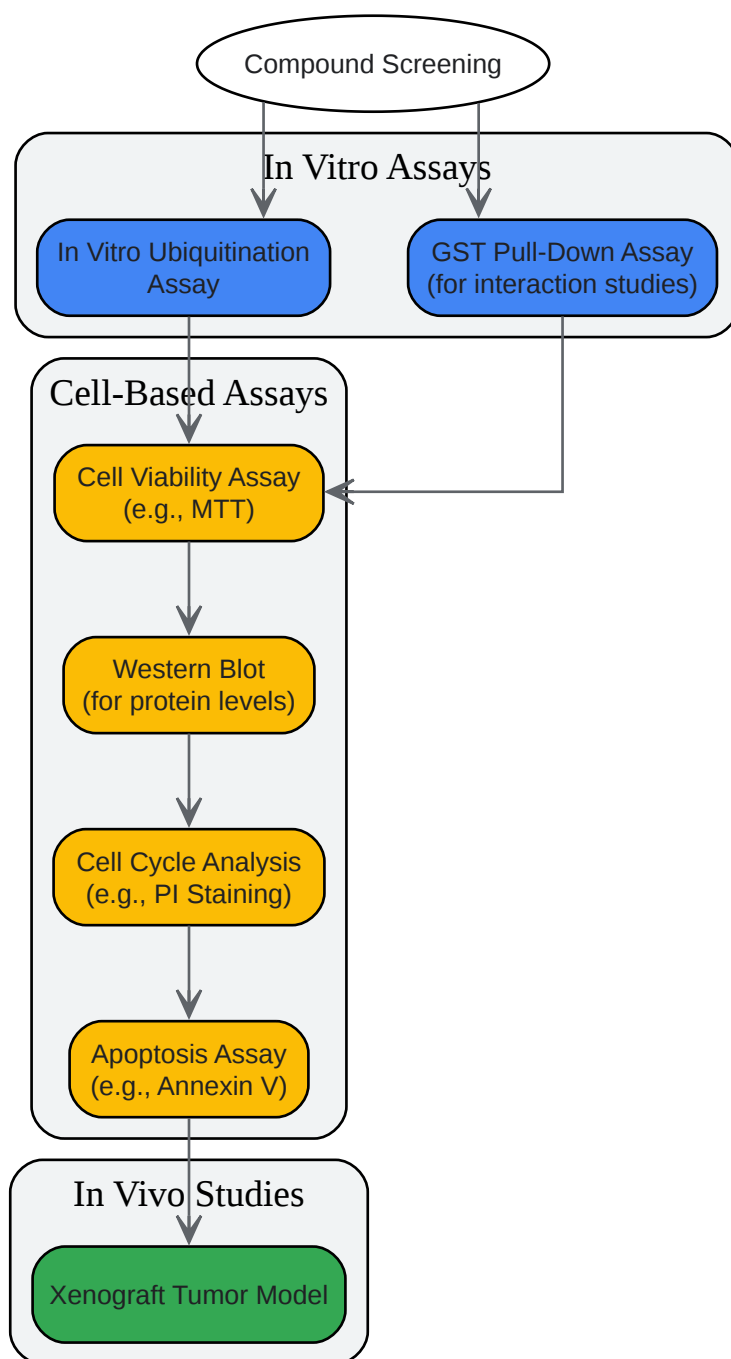 Compound Screening
In Vitro Assays
In Vitro Ubiquitination
Assay
GST Pull-Down Assay
(for interaction studies)
Cell-Based Assays
Cell Viability Assay
(e.g., MTT)
Western Blot
(for protein levels)
Cell Cycle Analysis
(e.g., PI Staining)
Apoptosis Assay
(e.g., Annexin V)
In Vivo Studies
Xenograft Tumor Model